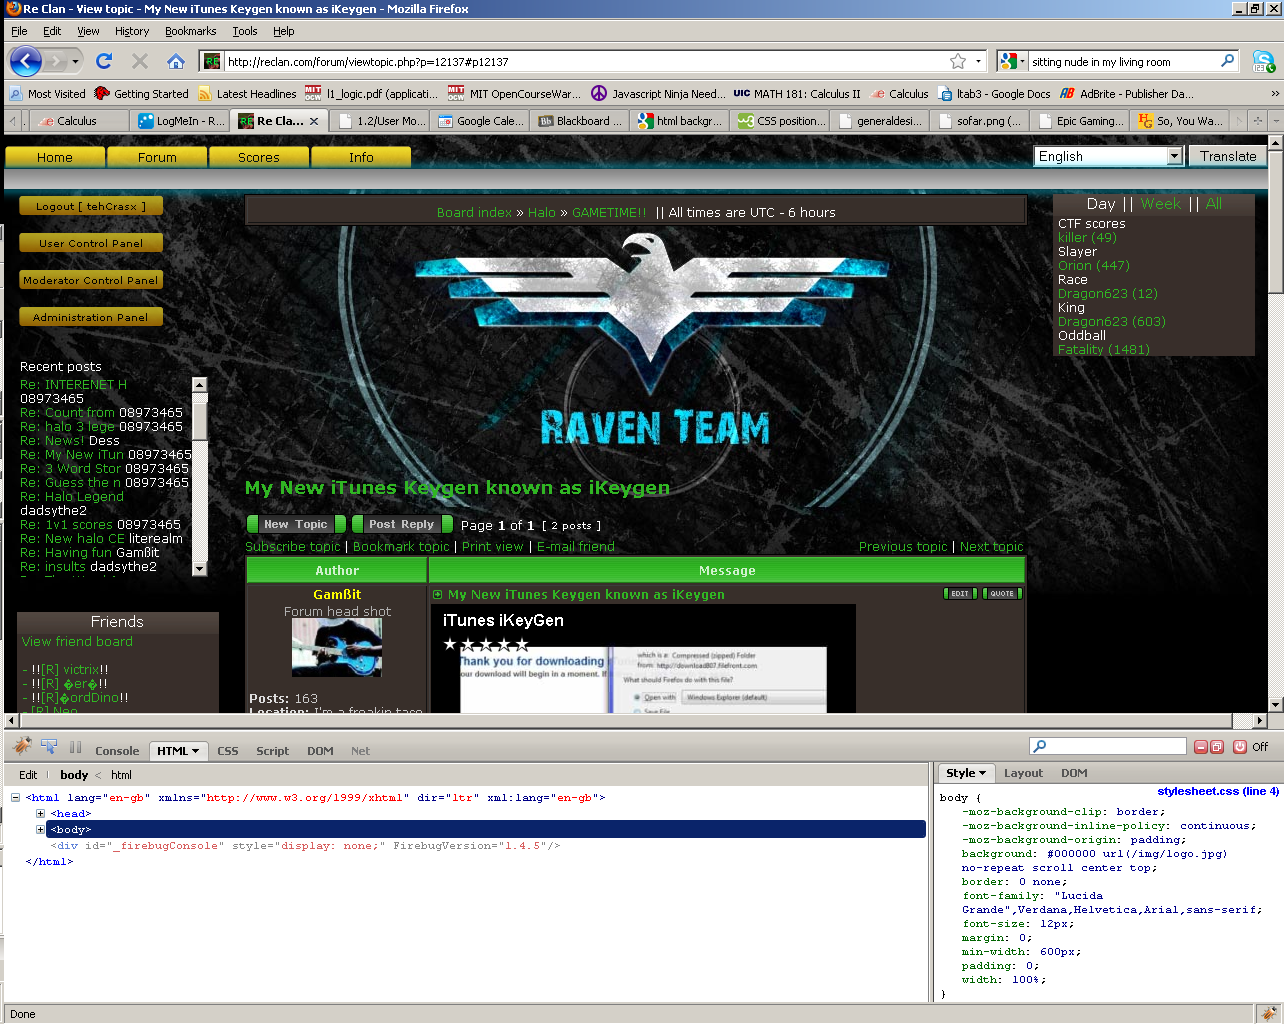 Re Clan - View topic - My New iTunes Keygen known as iKeygen - Mozilla Firefox
File Edit View History Bookmarks Tools Help
http://reclan.com/forum/viewtopic.php?p=12137#p12137
sitting nude in my living room
Most Visited Getting Started Latest Headlines l1_logic.pdf (applicati... MIT OpenCourseWar... Javascript Ninja Need... UIC MATH 181: Calculus II Calculus ltab3 - Google Docs AdBrite - Publisher Da...
Calculus LogMeIn - R... Re Cla... 1.2/User Mo... Google Cale... Blackboard ... html backgr... CSS position... generaldesi... sofar.png (... Epic Gaming... So, You Wa...
Home Forum Scores Info English Translate
Logout [ tehCrasx ]
User Control Panel
Moderator Control Panel
Administration Panel
Board index » Halo » GAMETIME!! || All times are UTC - 6 hours
Day || Week || All
CTF scores
killer (49)
Slayer
Orion (447)
Race
Dragon623 (12)
King
Dragon623 (603)
Oddball
Fatality (1481)
RAVEN TEAM
Recent posts
Re: INTERENET H
08973465
Re: Count from 08973465
Re: halo 3 lege 08973465
Re: News! Dess
Re: My New iTun 08973465
Re: 3 Word Stor 08973465
Re: Guess the n 08973465
Re: Halo Legend
dadsythe2
Re: 1v1 scores 08973465
Re: New halo CE literealm
Re: Having fun Gamßit
Re: insults dadsythe2
Friends
View friend board
- !![R] victrix!!
- !![R] �er�!!
- !![R]�ordDino!!
- [R] Neo
My New iTunes Keygen known as iKeygen
New Topic Post Reply Page 1 of 1 [ 2 posts ]
Subscribe topic | Bookmark topic | Print view | E-mail friend Previous topic | Next topic
Author Message
Gamßit
Forum head shot
Posts: 163
Location: I'm a freakin taco
My New iTunes Keygen known as iKeygen EDIT QUOTE
iTunes iKeyGen
Thank you for downloading
our download will begin in a moment. If
which is a: Compressed (zipped) Folder
from: http://download807.filefront.com
What should Firefox do with this file?
Open with Windows Explorer (default)
Save File
Console HTML CSS Script DOM Net Off
Edit body < html
<html lang="en-gb" xmlns="http://www.w3.org/1999/xhtml" dir="ltr" xml:lang="en-gb">
<head>
<body>
<div id="_firebugConsole" style="display: none;" FirebugVersion="1.4.5"/>
</html>
Style Layout DOM
stylesheet.css (line 4)
body {
-moz-background-clip: border;
-moz-background-inline-policy: continuous;
-moz-background-origin: padding;
background: #000000 url(/img/logo.jpg)
no-repeat scroll center top;
border: 0 none;
font-family: "Lucida
Grande",Verdana,Helvetica,Arial,sans-serif;
font-size: 12px;
margin: 0;
min-width: 600px;
padding: 0;
width: 100%;
}
Done